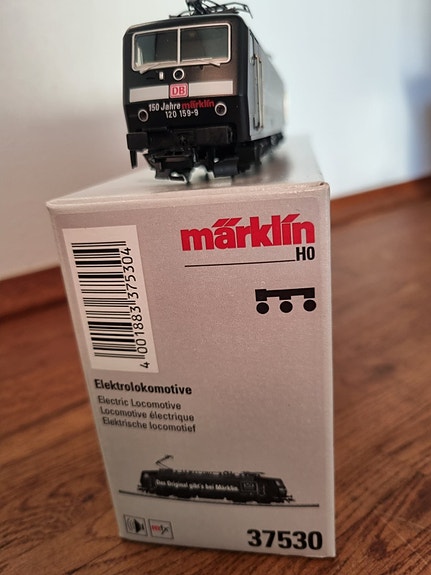 DB
150 Jahre märklin
120 159-9
märklin
H0
4 001883 375304
Elektrolokomotive
Electric Locomotive
Locomotive électrique
Elektrische locomotief
Das Original gibt's bei Märklin
mfx
37530